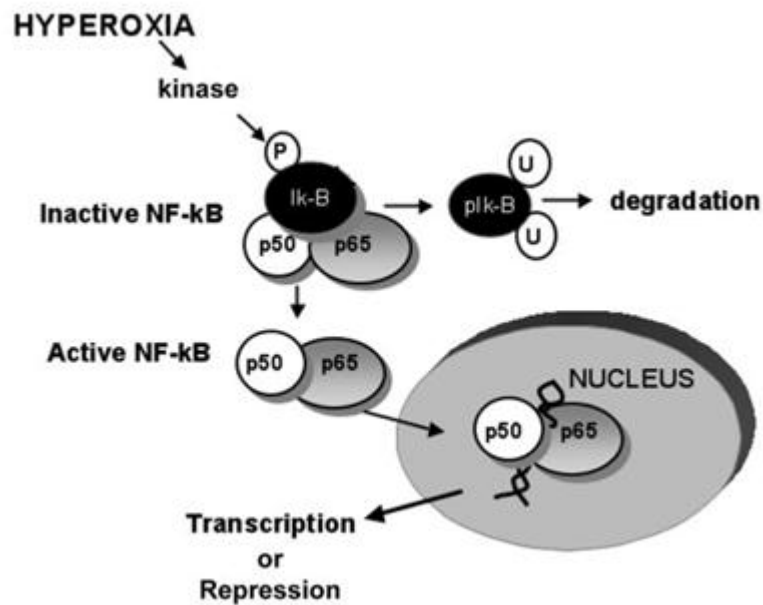 HYPEROXIA
kinase
P
Ik-B
U
pIk-B
degradation
U
Inactive NF-kB
p50
p65
Active NF-kB
p50
p65
NUCLEUS
p50
p65
Transcription
or
Repression